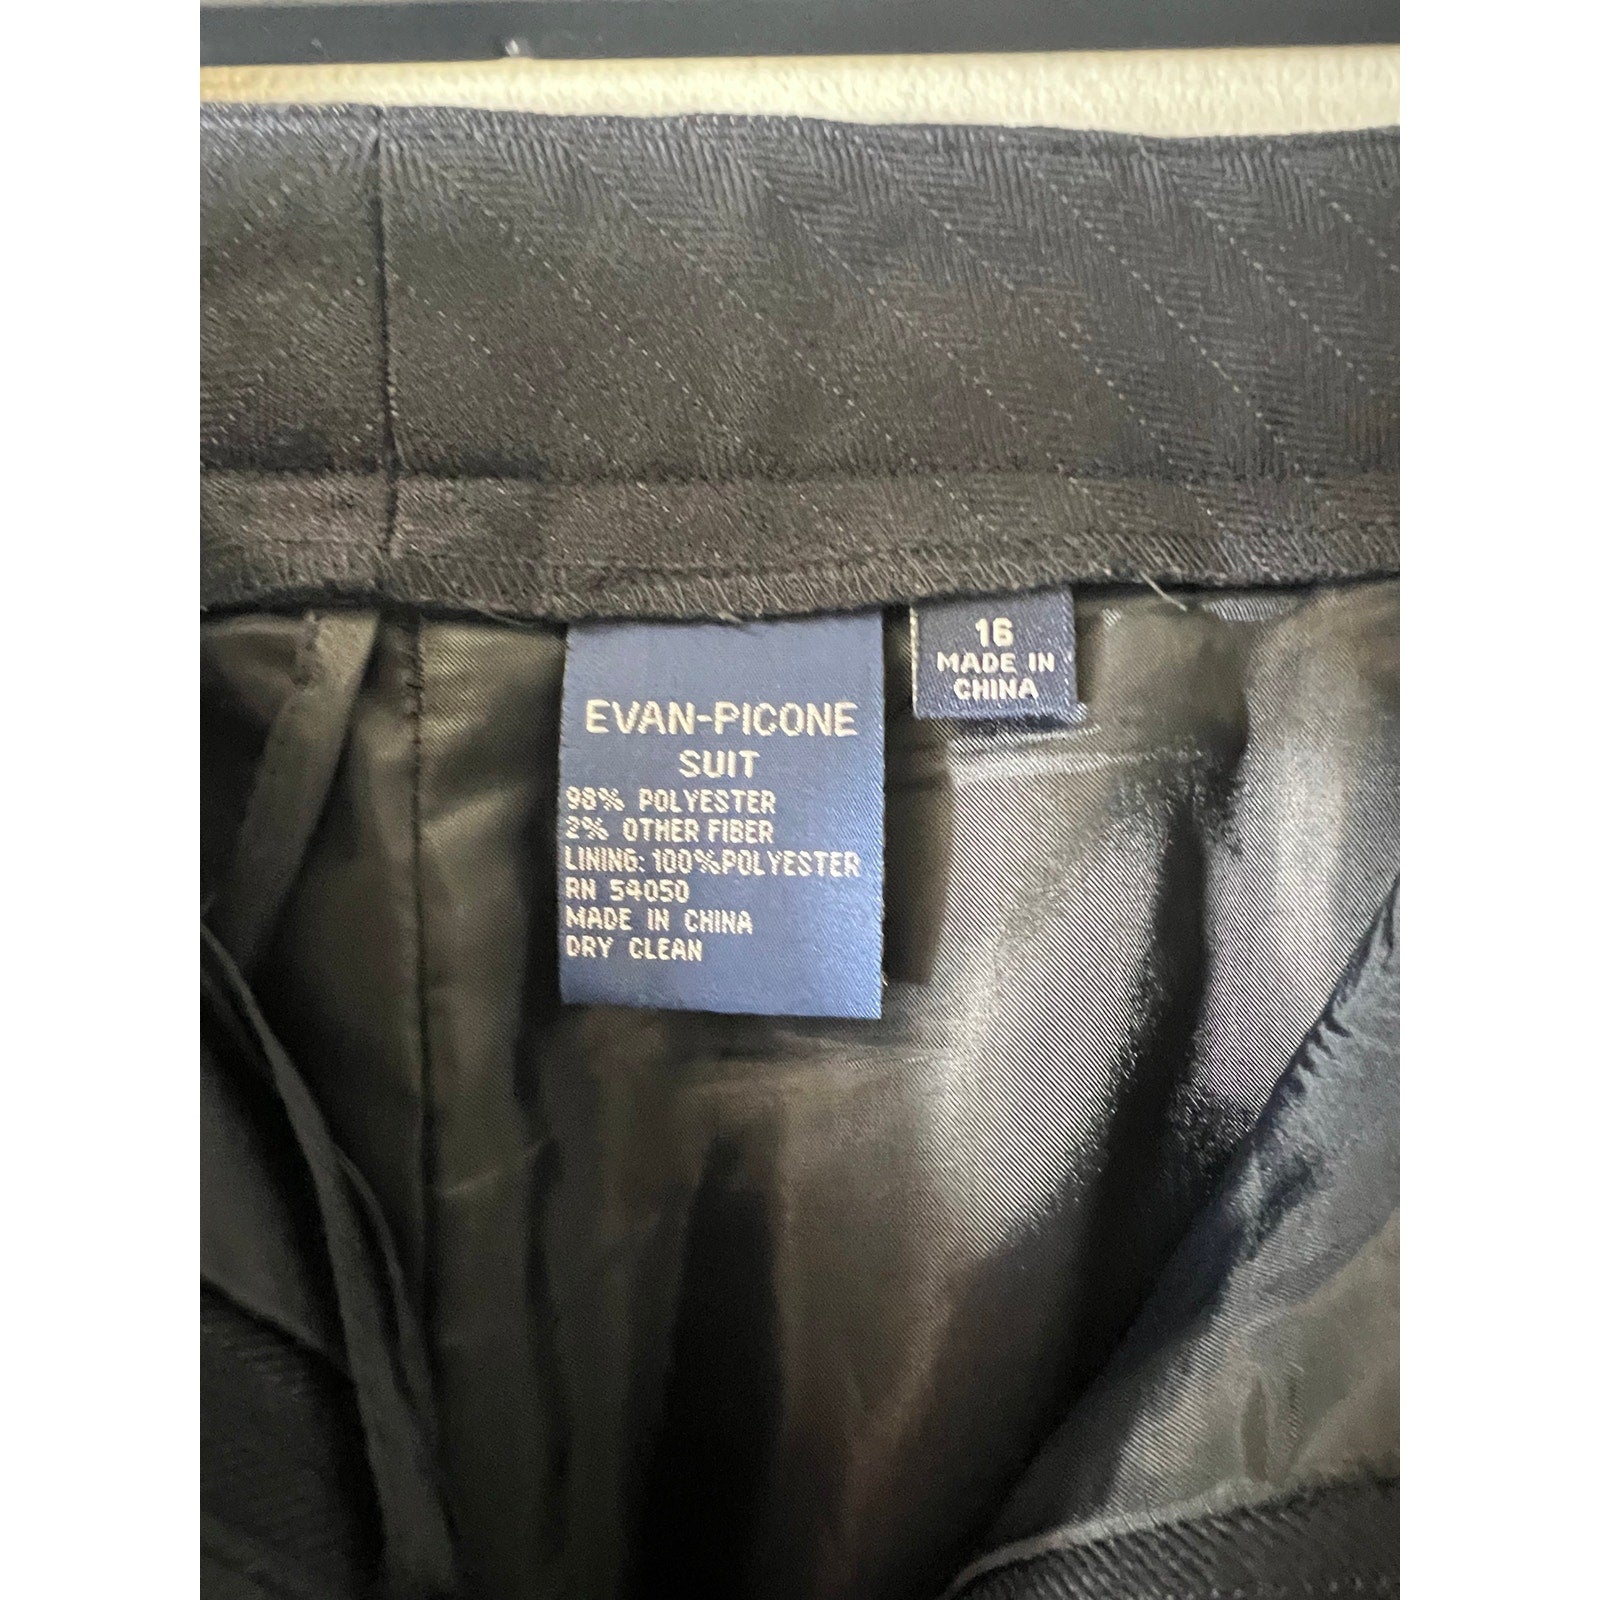 EVAN-PICONE
SUIT
98% POLYESTER
2% OTHER FIBER
LINING: 100%POLYESTER
RN 54050
MADE IN CHINA
DRY CLEAN
16
MADE IN
CHINA